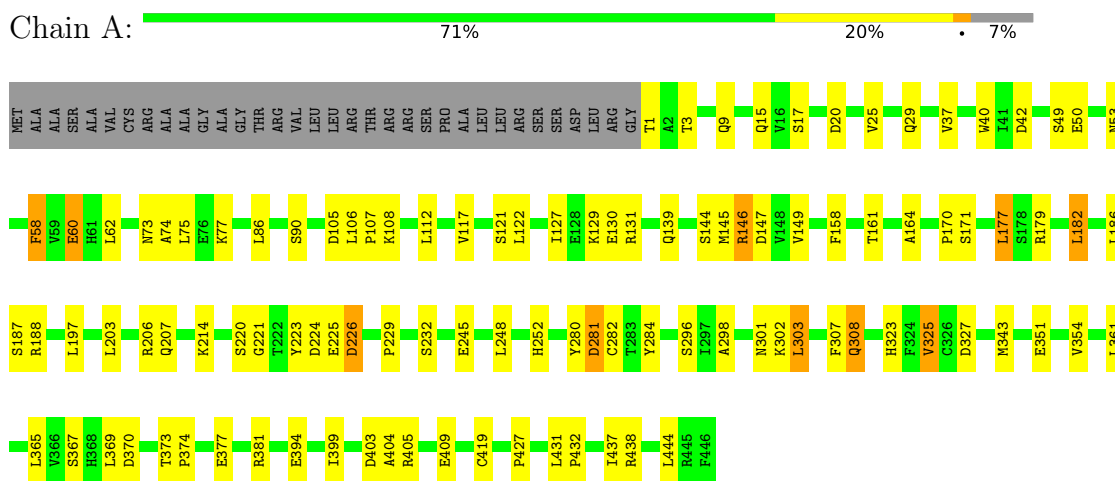 Chain A:
71% 20% • 7%
MET ALA ALA SER ALA VAL CYS ARG ALA ALA GLY ALA GLY THR ARG VAL LEU LEU ARG THR ARG ARG SER PRO ALA LEU LEU ARG SER SER ASP LEU ARG GLY T1 A2 T3 Q9 Q15 V16 S17 D20 V25 Q29 V37 W40 I41 D42 S49 E50 N53
F58 V59 E60 H61 L62 N73 A74 L75 E76 K77 L86 S90 D105 L106 P107 K108 L112 V117 S121 L122 I127 E128 K129 E130 R131 Q139 S144 M145 R146 D147 V148 V149 F158 T161 A164 P170 S171 L177 S178 R179 L182 L186
S187 R188 L197 L203 R206 Q207 K214 S220 G221 T222 Y223 D224 E225 D226 P229 S232 E245 L248 H252 Y280 D281 C282 T283 Y284 S296 I297 A298 N301 K302 L303 F307 Q308 H323 F324 V325 C326 D327 M343 E351 V354 L361
L365 V366 S367 H368 L369 D370 T373 P374 E377 R381 E394 I399 D403 A404 R405 E409 C419 P427 L431 P432 I437 R438 L444 R445 F446